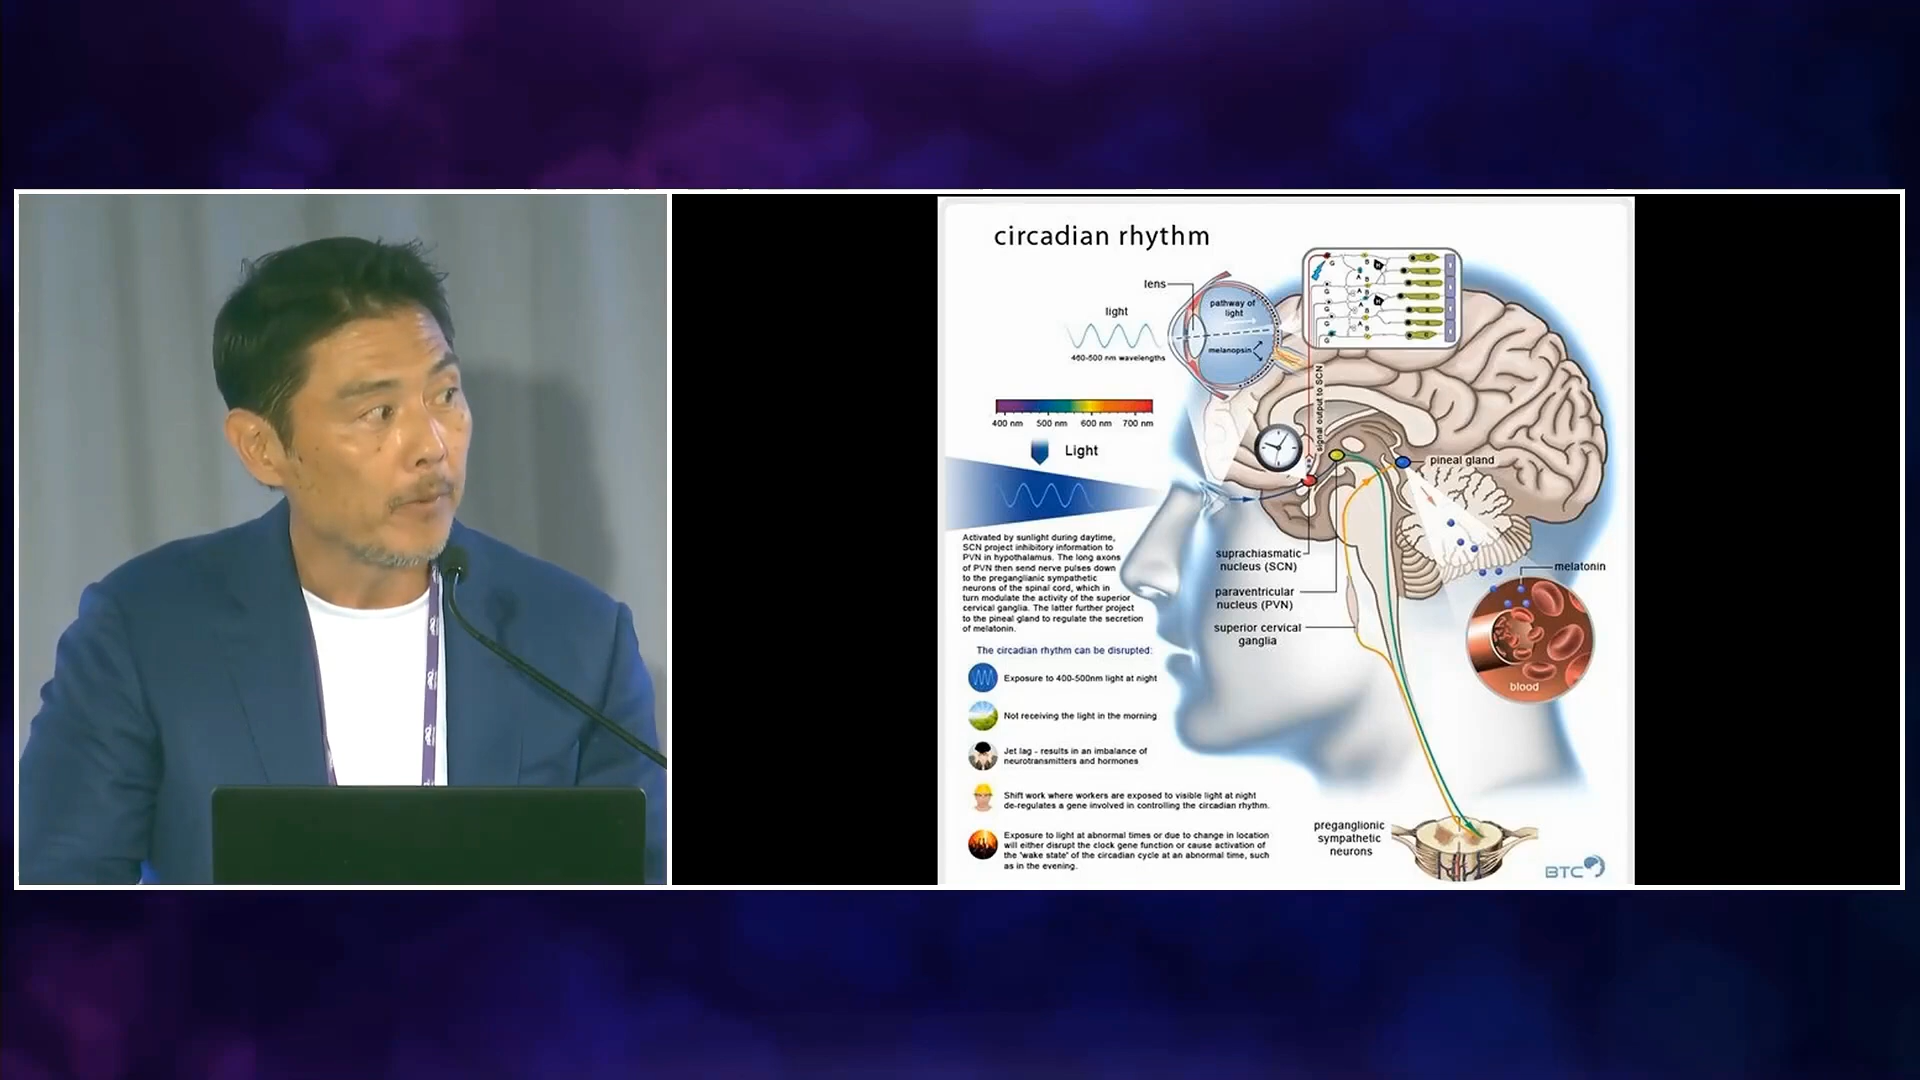 circadian rhythm
lens
light
460-500 nm wavelengths
pathway of
light
melanopsin
signal output to SCN
400 nm 500 nm 600 nm 700 nm
Light
pineal gland
Activated by sunlight during daytime,
SCN project inhibitory information to
PVN in hypothalamus. The long axons
of PVN then send nerve pulses down
to the preganglianic sympathetic
neurons of the spinal cord, which in
turn modulate the activity of the superior
cervical ganglia. The latter further project
to the pineal gland to regulate the secretion
of melatonin.
suprachiasmatic
nucleus (SCN)
paraventricular
nucleus (PVN)
superior cervical
ganglia
melatonin
blood
The circadian rhythm can be disrupted:
Exposure to 400-500nm light at night
Not receiving the light in the morning
Jet lag - results in an imbalance of
neurotransmitters and hormones
Shift work where workers are exposed to visible light at night
de-regulates a gene involved in controlling the circadian rhythm.
Exposure to light at abnormal times or due to change in location
will either disrupt the clock gene function or cause activation of
the 'wake state' of the circadian cycle at an abnormal time, such
as in the evening.
preganglionic
sympathetic
neurons
BTC